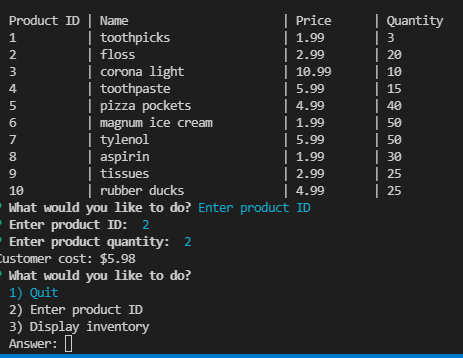 Product ID | Name | Price | Quantity
1 | toothpicks | 1.99 | 3
2 | floss | 2.99 | 20
3 | corona light | 10.99 | 10
4 | toothpaste | 5.99 | 15
5 | pizza pockets | 4.99 | 40
6 | magnum ice cream | 1.99 | 50
7 | tylenol | 5.99 | 50
8 | aspirin | 1.99 | 30
9 | tissues | 2.99 | 25
10 | rubber ducks | 4.99 | 25
? What would you like to do? Enter product ID
? Enter product ID: 2
? Enter product quantity: 2
Customer cost: $5.98
? What would you like to do?
1) Quit
2) Enter product ID
3) Display inventory
Answer: